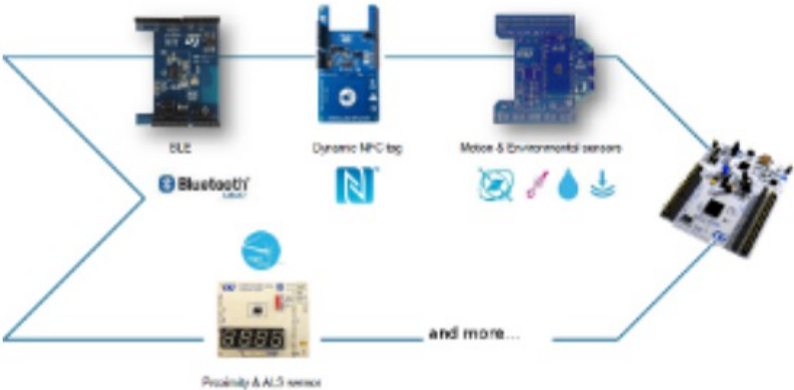 BLE
Dynamic NFC tag
Motion & Environmental sensors
Bluetooth
and more...
Proximity & ALS sensor